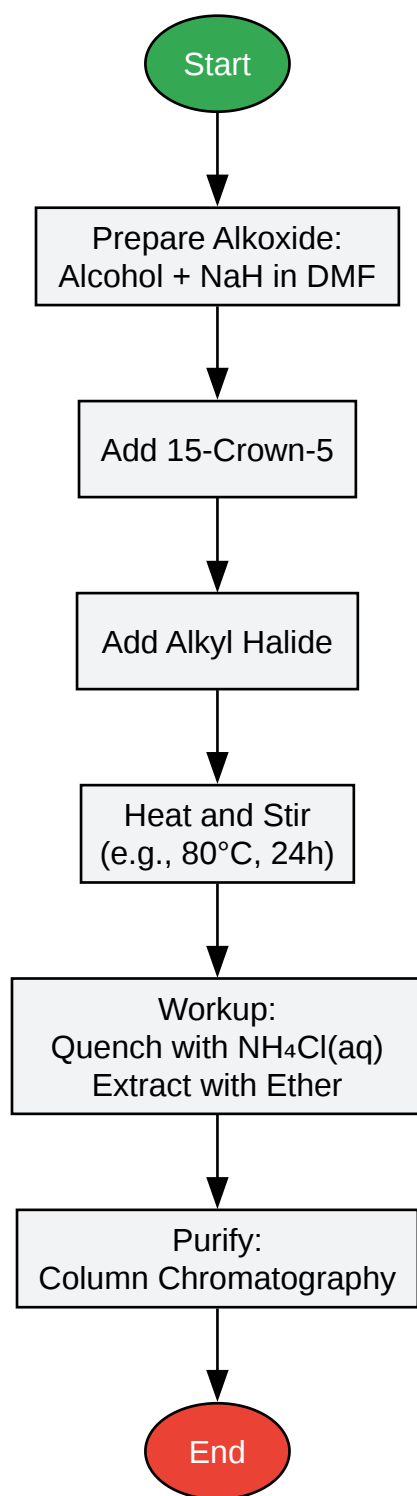 Start
Prepare Alkoxide:
Alcohol + NaH in DMF
Add 15-Crown-5
Add Alkyl Halide
Heat and Stir
(e.g., 80°C, 24h)
Workup:
Quench with NH₄Cl(aq)
Extract with Ether
Purify:
Column Chromatography
End